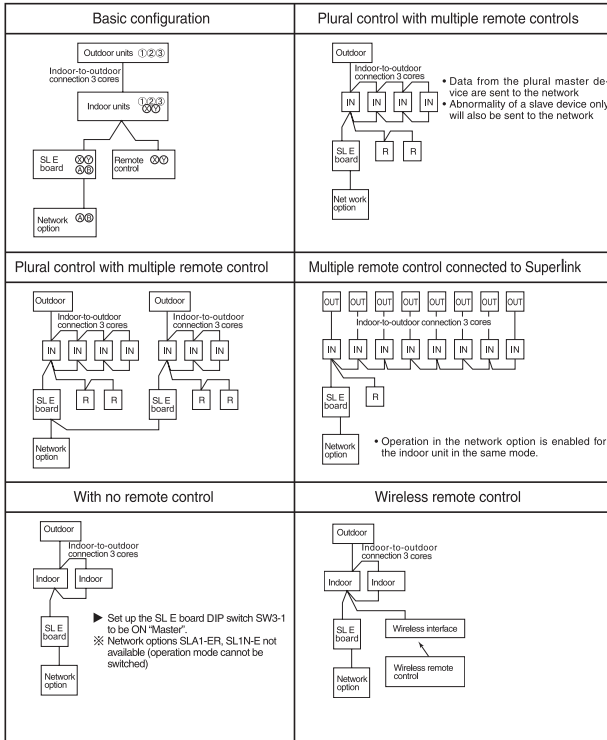 Basic configuration
Outdoor units ①②③
Indoor-to-outdoor
connection 3 cores
Indoor units ①②③
ⓍⓎ
SL E ⓍⓎ
board ⒶⒷ
Remote ⓍⓎ
control
Network ⒶⒷ
option
Plural control with multiple remote controls
Outdoor
Indoor-to-outdoor
connection 3 cores
IN IN IN IN
SL E
board
R R
Net work
option
• Data from the plural master de-
vice are sent to the network
• Abnormality of a slave device only
will also be sent to the network
Plural control with multiple remote control
Outdoor Outdoor
Indoor-to-outdoor Indoor-to-outdoor
connection 3 cores connection 3 cores
IN IN IN IN IN IN IN IN
SL E SL E
board board
R R R R
Network
option
Multiple remote control connected to Superlink
OUT OUT OUT OUT OUT OUT OUT OUT
Indoor-to-outdoor connection 3 cores
IN IN IN IN IN IN IN IN
SL E
board
R
Network
option
• Operation in the network option is enabled for
the indoor unit in the same mode.
With no remote control
Outdoor
Indoor-to-outdoor
connection 3 cores
Indoor Indoor
SL E
board
Network
option
▶ Set up the SL E board DIP switch SW3-1
to be ON "Master".
※ Network options SLA1-ER, SL1N-E not
available (operation mode cannot be
switched)
Wireless remote control
Outdoor
Indoor-to-outdoor
connection 3 cores
Indoor Indoor
SL E
board
Wireless interface
Network
option
Wireless remote
control